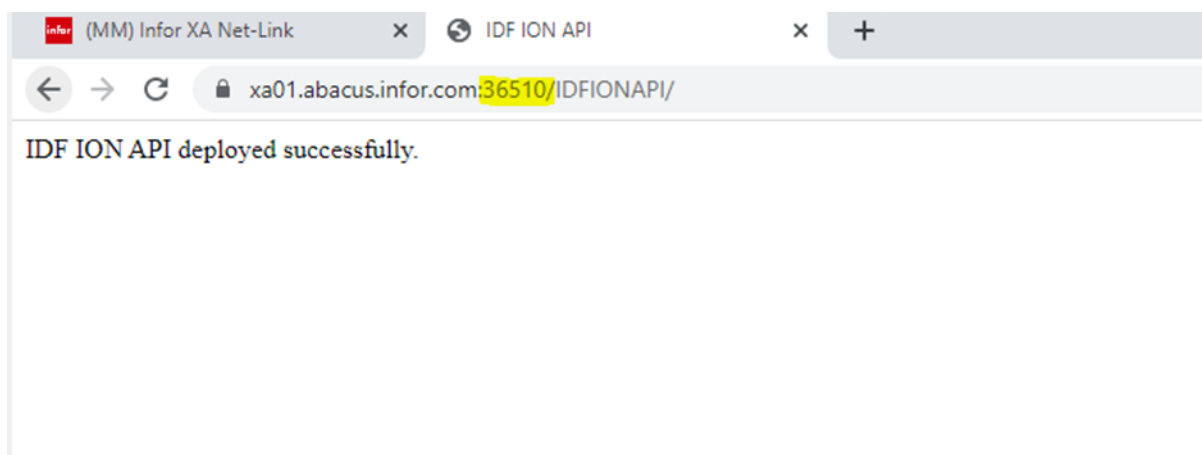 infor (MM) Infor XA Net-Link
IDF ION API
xa01.abacus.infor.com:36510/IDFIONAPI/
IDF ION API deployed successfully.